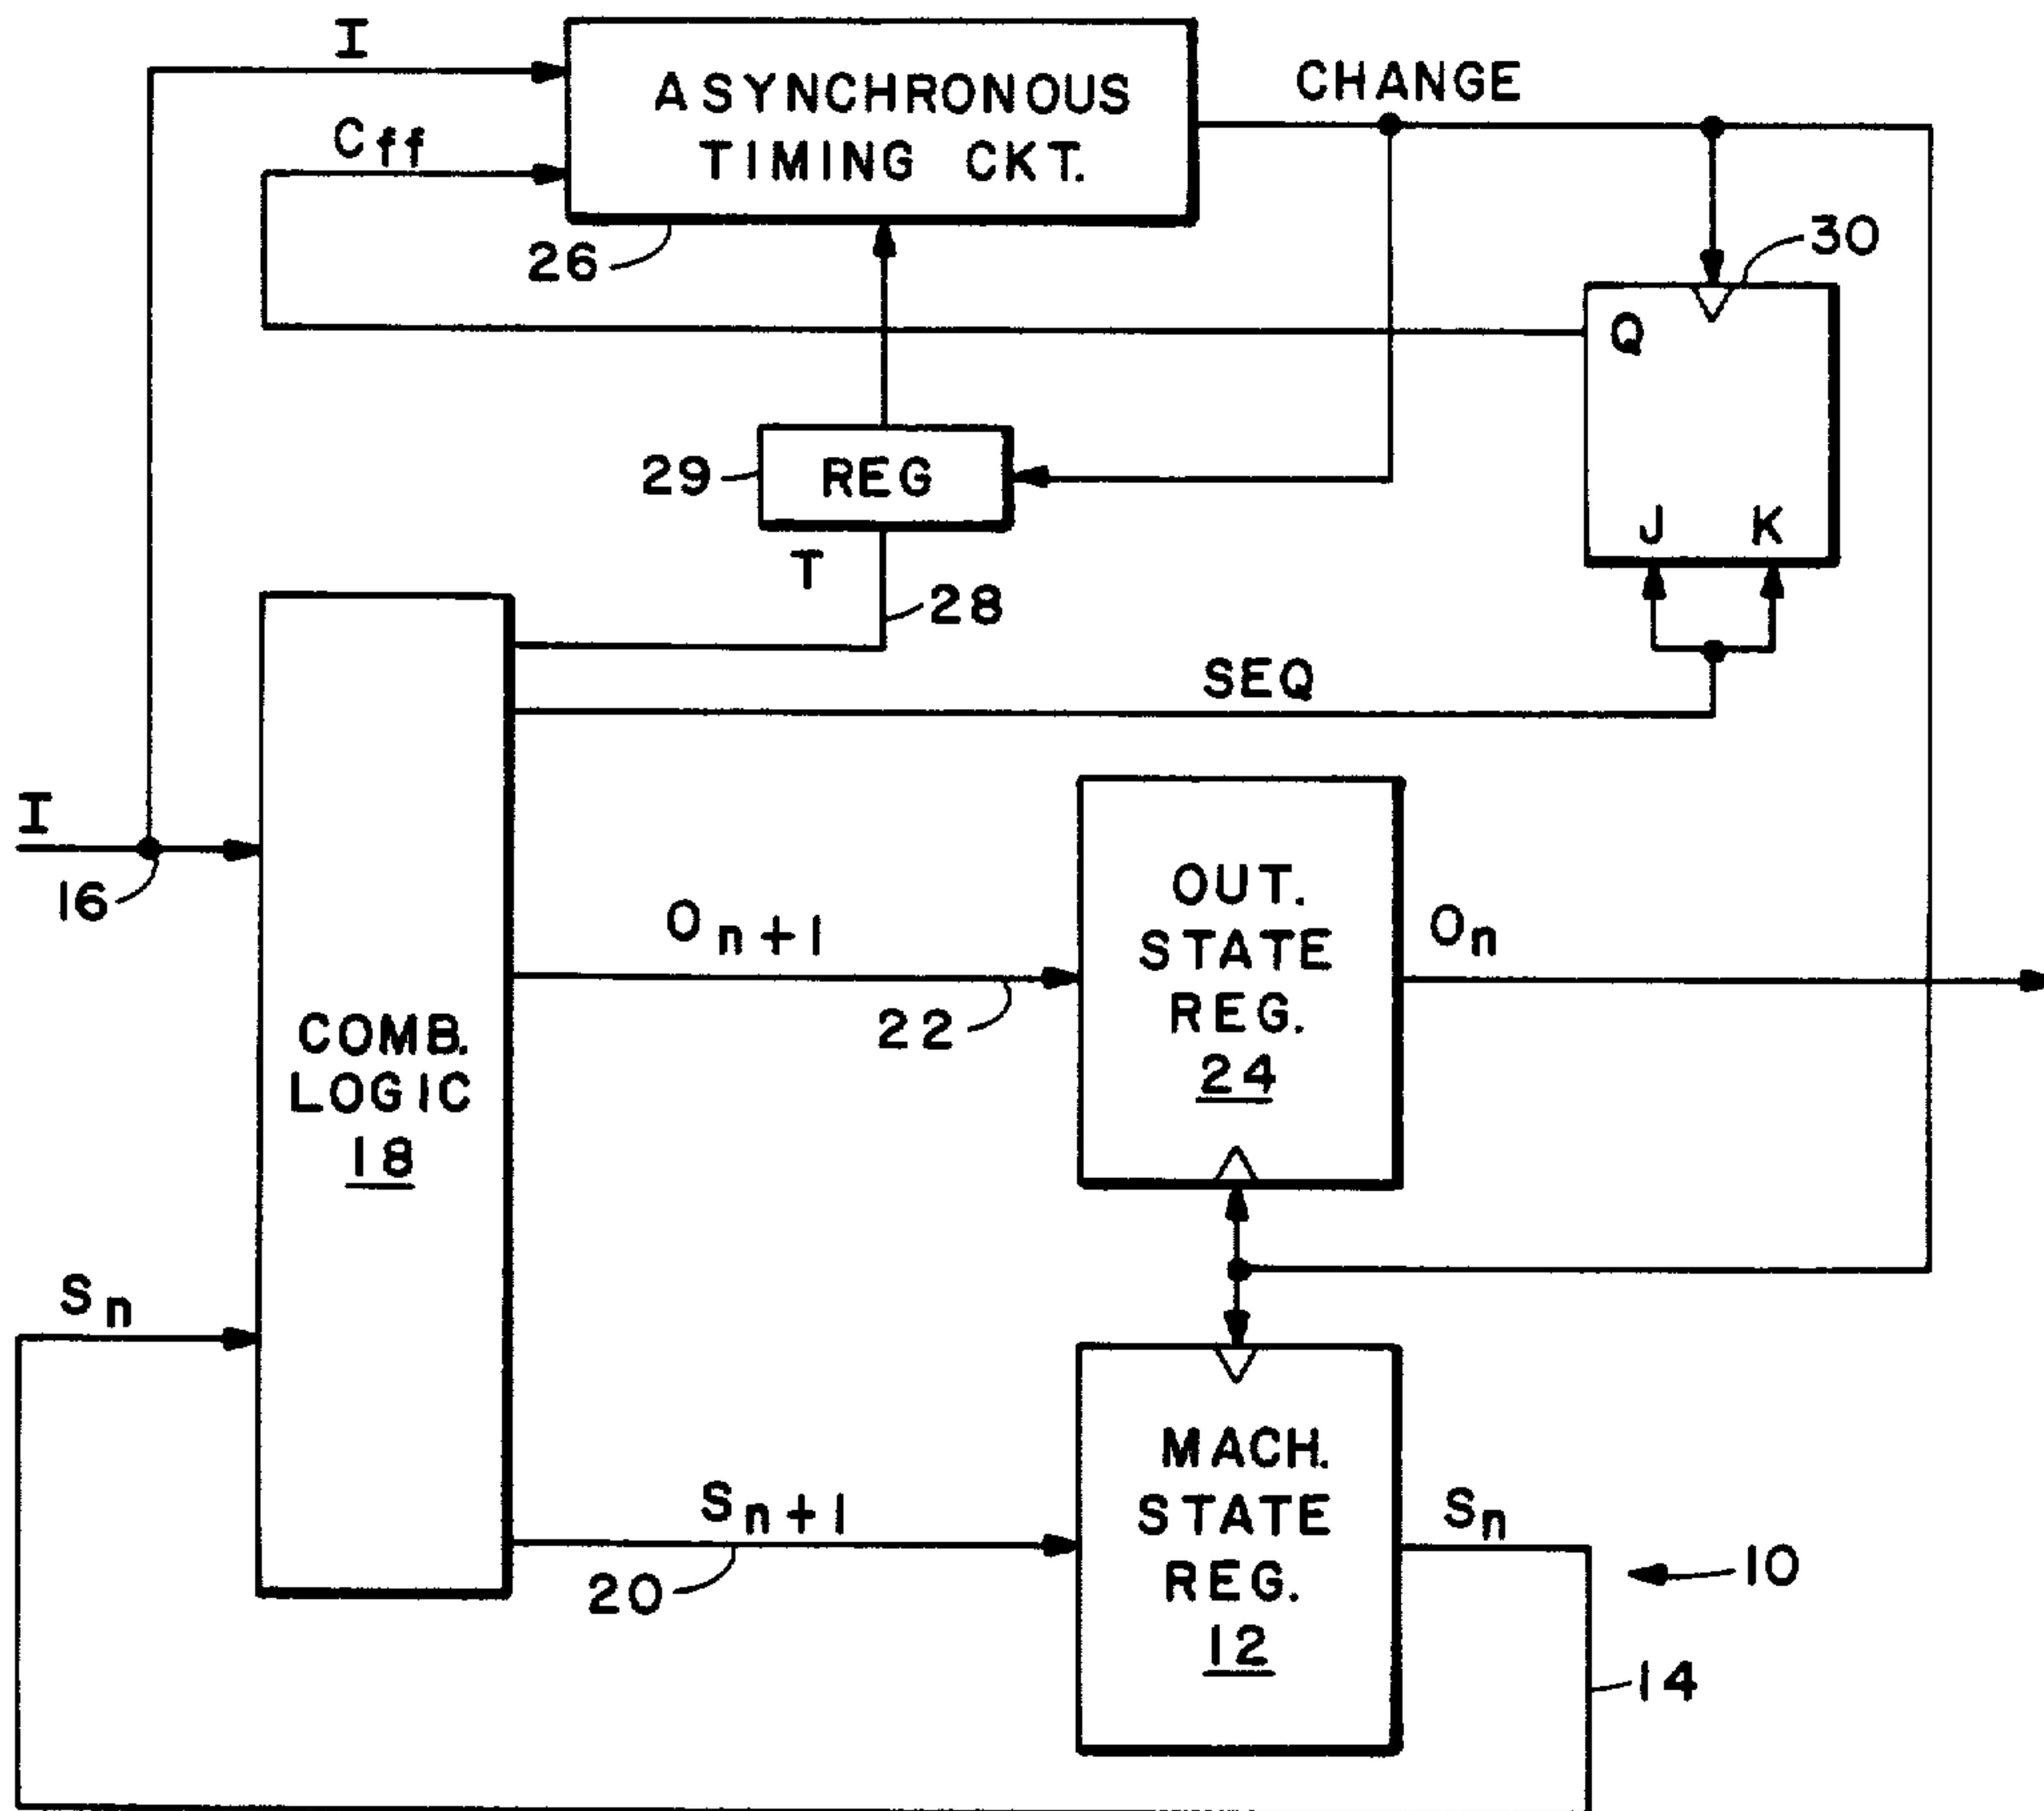 I
ASYNCHRONOUS
TIMING CKT.
CHANGE
Cff
26
30
Q
29
REG
J K
T
28
SEQ
I
16
OUT.
STATE
REG.
24
On+1
On
22
COMB.
LOGIC
18
Sn
MACH.
STATE
REG.
12
Sn+1
Sn
20
10
14